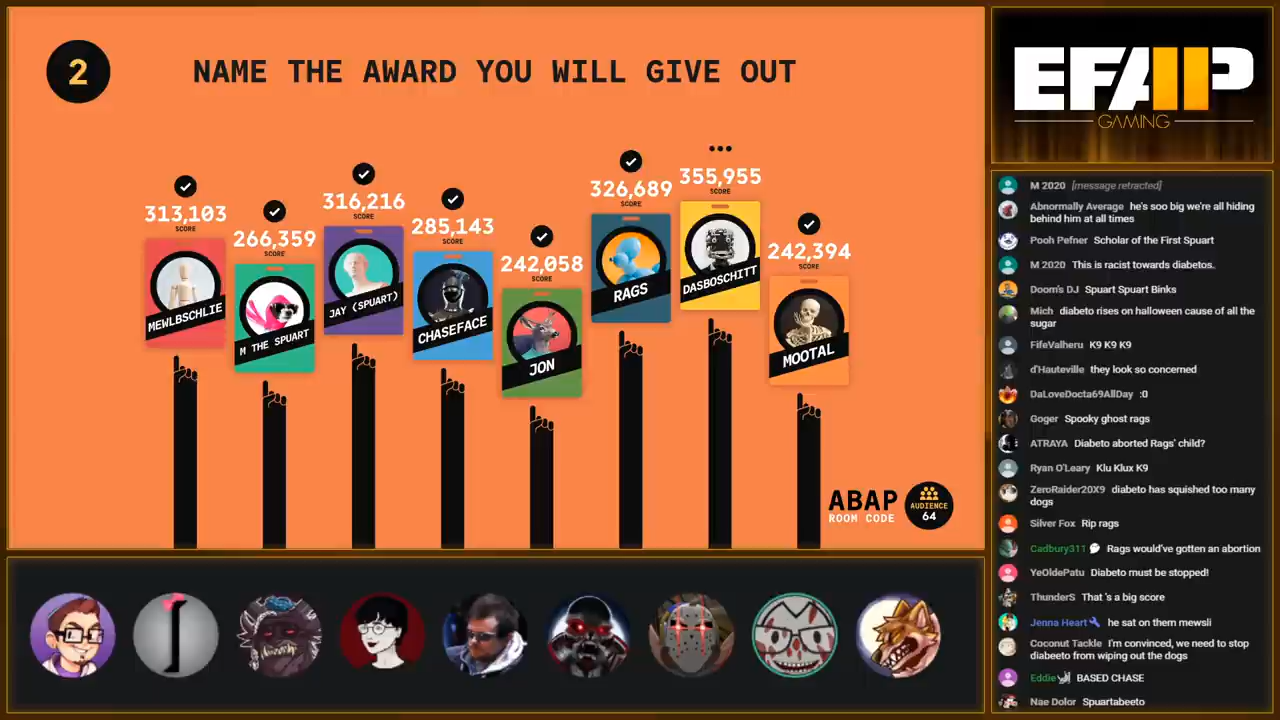 2
NAME THE AWARD YOU WILL GIVE OUT
313,103
SCORE
MEWLBSCHLIE
266,359
SCORE
M THE SPUART
316,216
SCORE
JAY (SPUART)
285,143
SCORE
CHASEFACE
242,058
SCORE
JON
326,689
SCORE
RAGS
355,955
SCORE
DASBOSCHITT
242,394
SCORE
MOOTAL
ABAP
ROOM CODE
AUDIENCE
64
EFAP
GAMING
M 2020 [message retracted]
Abnormally Average he's soo big we're all hiding
behind him at all times
Pooh Pefner Scholar of the First Spuart
M 2020 This is racist towards diabetos.
Doom's DJ Spuart Spuart Binks
Mich diabeto rises on halloween cause of all the
sugar
FifeValheru K9 K9 K9
d'Hauteville they look so concerned
DaLoveDocta69AllDay :0
Goger Spooky ghost rags
ATRAYA Diabeto aborted Rags' child?
Ryan O'Leary Klu Klux K9
ZeroRaider20X9 diabeto has squished too many
dogs
Silver Fox Rip rags
Cadbury311 Rags would've gotten an abortion
YeOldePatu Diabeto must be stopped!
ThunderS That 's a big score
Jenna Heart he sat on them mewsli
Coconut Tackle I'm convinced, we need to stop
diabeeto from wiping out the dogs
Eddie BASED CHASE
Nae Dolor Spuartabeeto